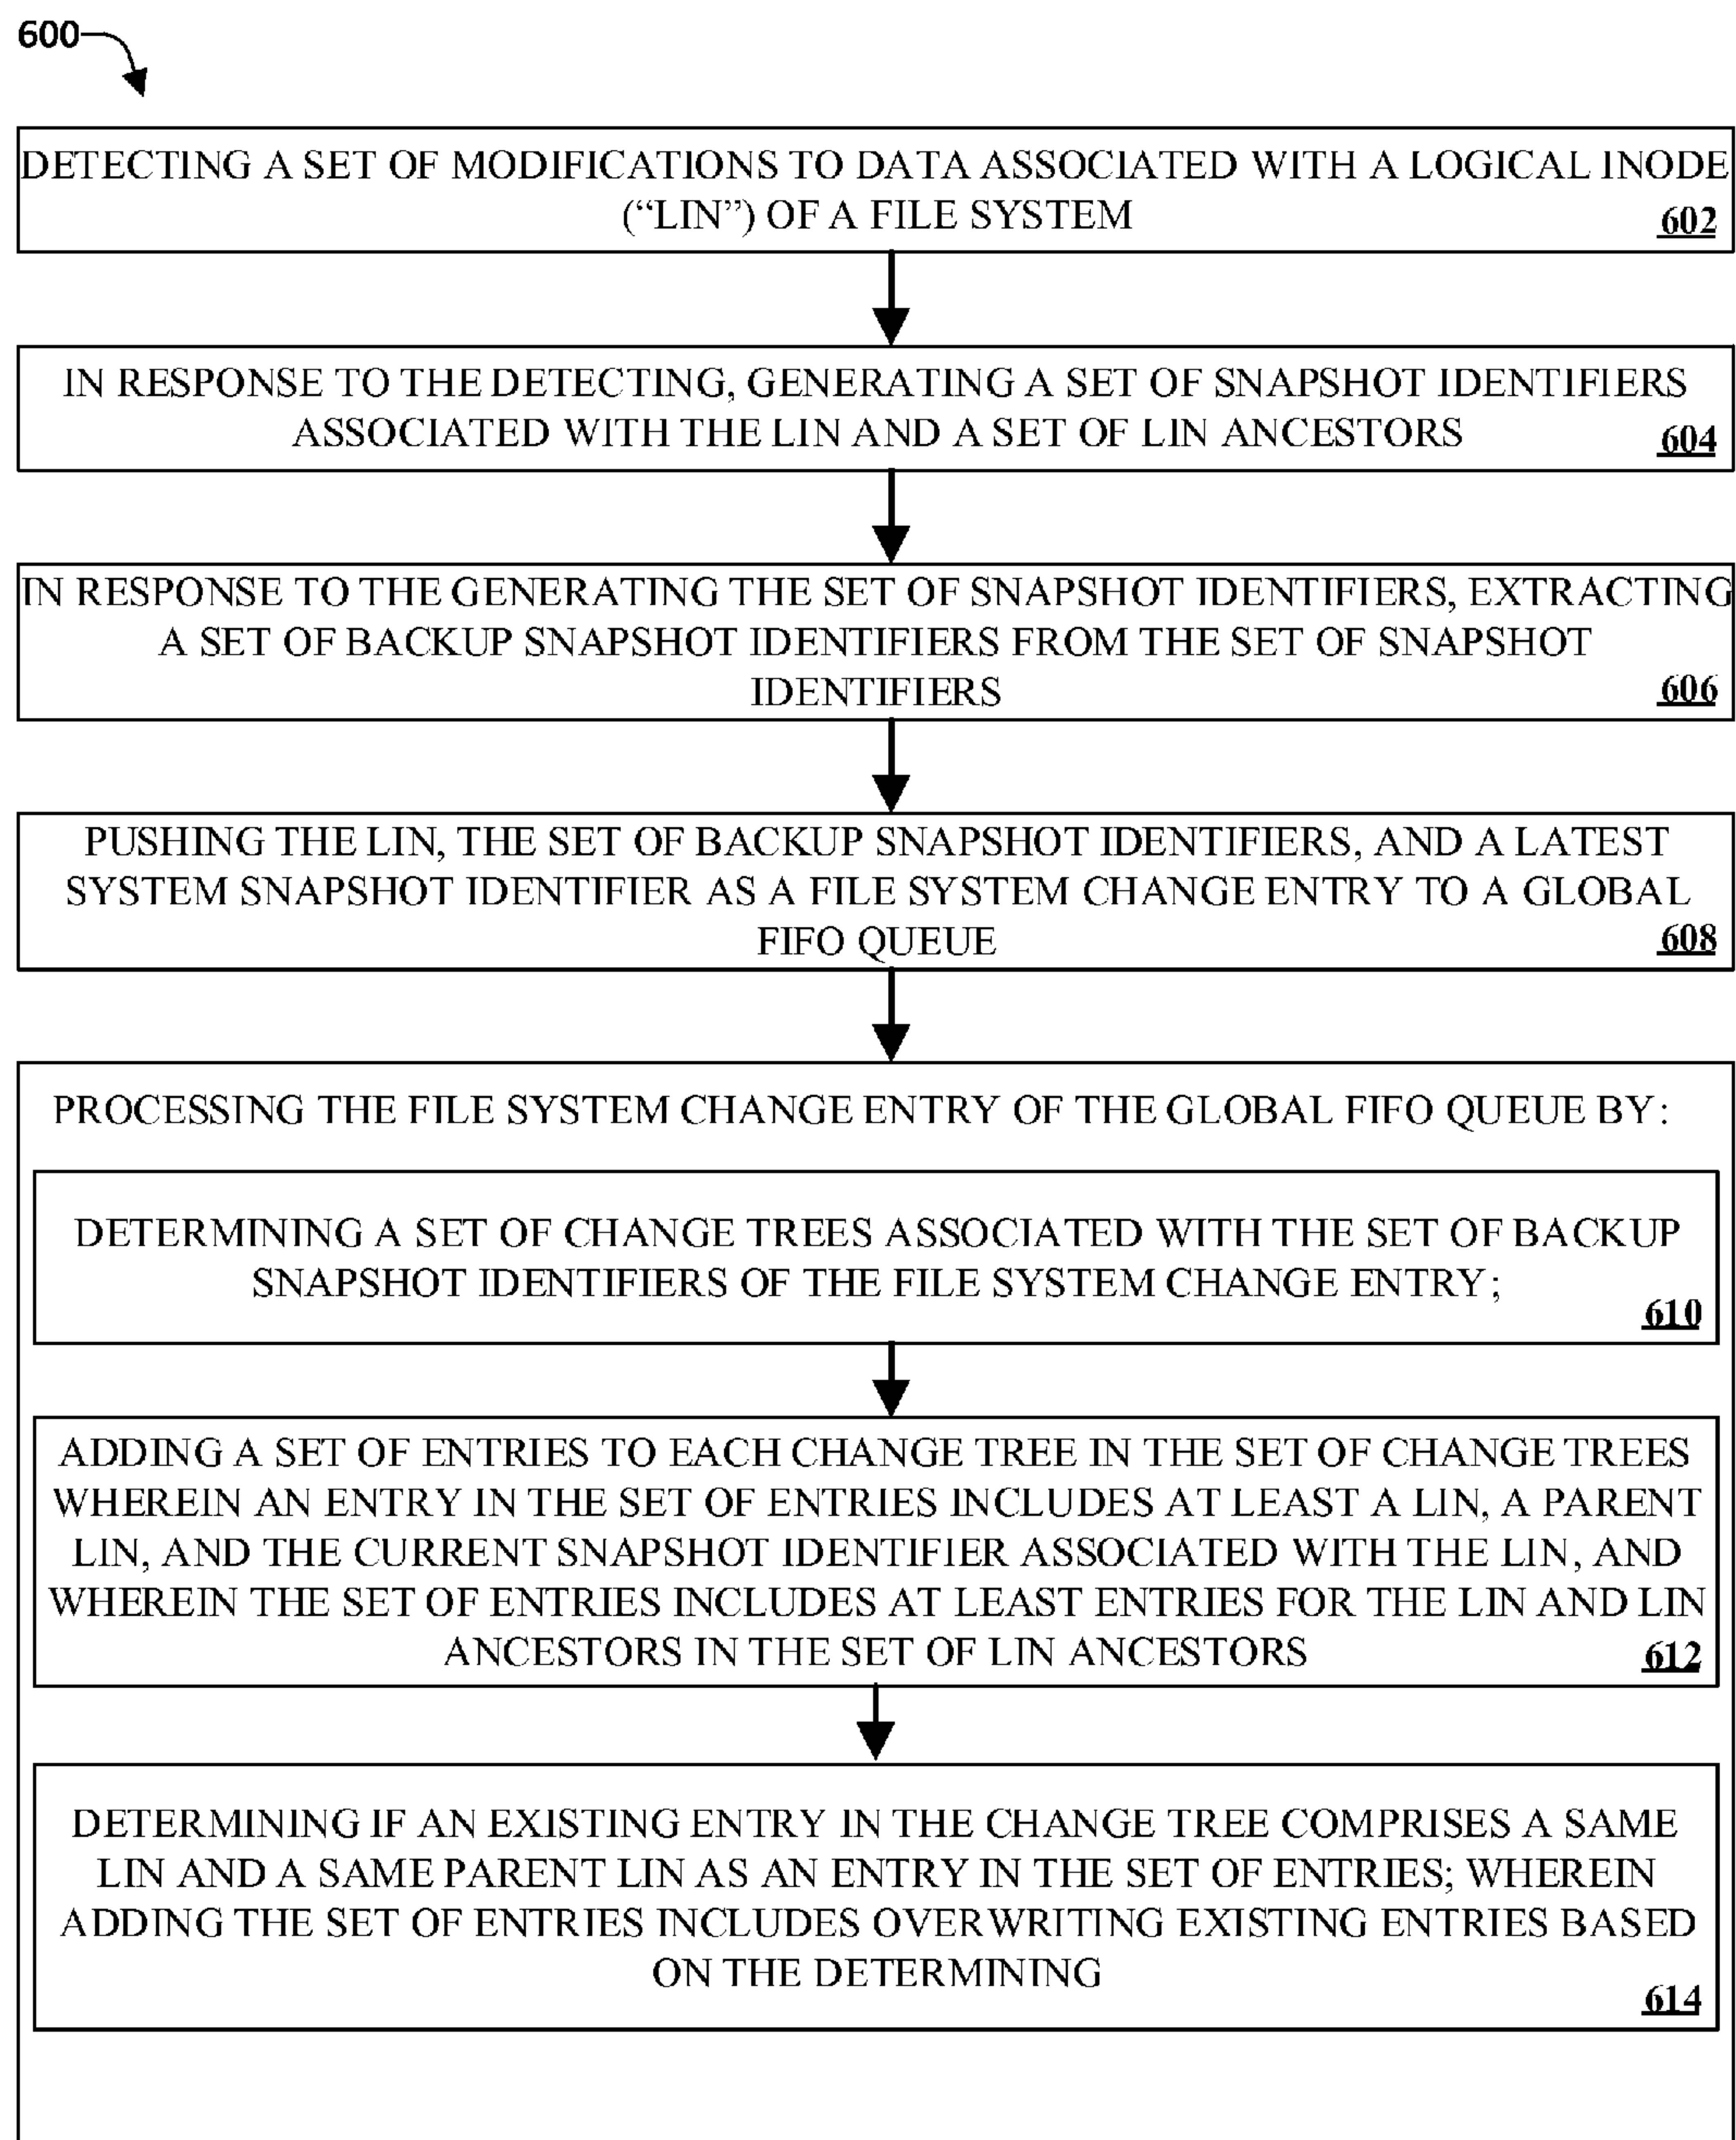 600
DETECTING A SET OF MODIFICATIONS TO DATA ASSOCIATED WITH A LOGICAL INODE
(“LIN”) OF A FILE SYSTEM
602
IN RESPONSE TO THE DETECTING, GENERATING A SET OF SNAPSHOT IDENTIFIERS
ASSOCIATED WITH THE LIN AND A SET OF LIN ANCESTORS
604
IN RESPONSE TO THE GENERATING THE SET OF SNAPSHOT IDENTIFIERS, EXTRACTING
A SET OF BACKUP SNAPSHOT IDENTIFIERS FROM THE SET OF SNAPSHOT
IDENTIFIERS
606
PUSHING THE LIN, THE SET OF BACKUP SNAPSHOT IDENTIFIERS, AND A LATEST
SYSTEM SNAPSHOT IDENTIFIER AS A FILE SYSTEM CHANGE ENTRY TO A GLOBAL
FIFO QUEUE
608
PROCESSING THE FILE SYSTEM CHANGE ENTRY OF THE GLOBAL FIFO QUEUE BY:
DETERMINING A SET OF CHANGE TREES ASSOCIATED WITH THE SET OF BACKUP
SNAPSHOT IDENTIFIERS OF THE FILE SYSTEM CHANGE ENTRY;
610
ADDING A SET OF ENTRIES TO EACH CHANGE TREE IN THE SET OF CHANGE TREES
WHEREIN AN ENTRY IN THE SET OF ENTRIES INCLUDES AT LEAST A LIN, A PARENT
LIN, AND THE CURRENT SNAPSHOT IDENTIFIER ASSOCIATED WITH THE LIN, AND
WHEREIN THE SET OF ENTRIES INCLUDES AT LEAST ENTRIES FOR THE LIN AND LIN
ANCESTORS IN THE SET OF LIN ANCESTORS
612
DETERMINING IF AN EXISTING ENTRY IN THE CHANGE TREE COMPRISES A SAME
LIN AND A SAME PARENT LIN AS AN ENTRY IN THE SET OF ENTRIES; WHEREIN
ADDING THE SET OF ENTRIES INCLUDES OVERWRITING EXISTING ENTRIES BASED
ON THE DETERMINING
614